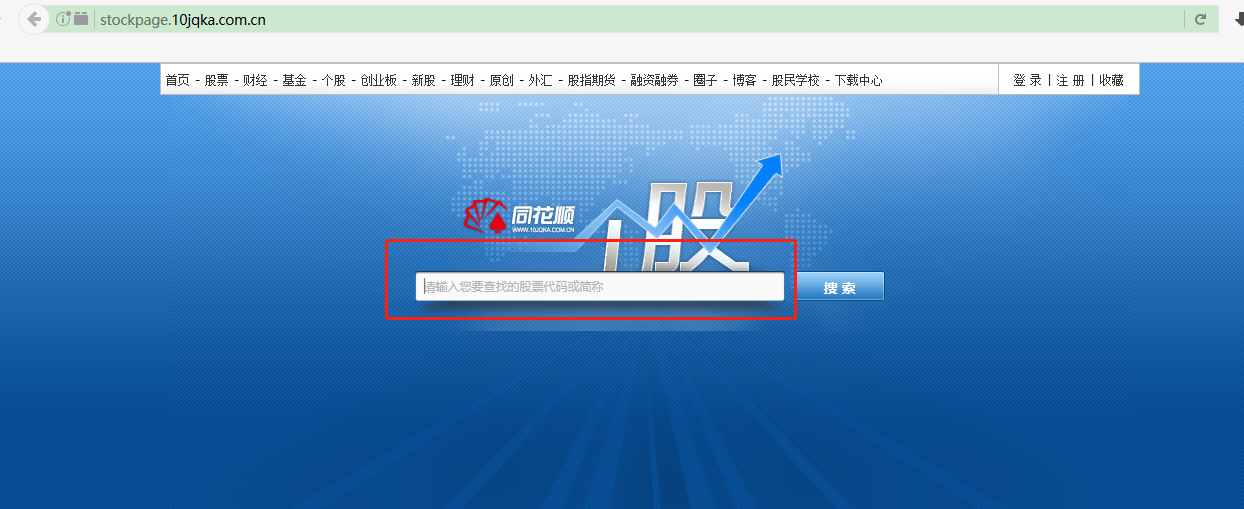 stockpage.10jqka.com.cn
首页 - 股票 - 财经 - 基金 - 个股 - 创业板 - 新股 - 理财 - 原创 - 外汇 - 股指期货 - 融资融券 - 圈子 - 博客 - 股民学校 - 下载中心
登 录 | 注 册 | 收藏
同花顺
WWW.10JQKA.COM.CN
i股
请输入您要查找的股票代码或简称
搜 索